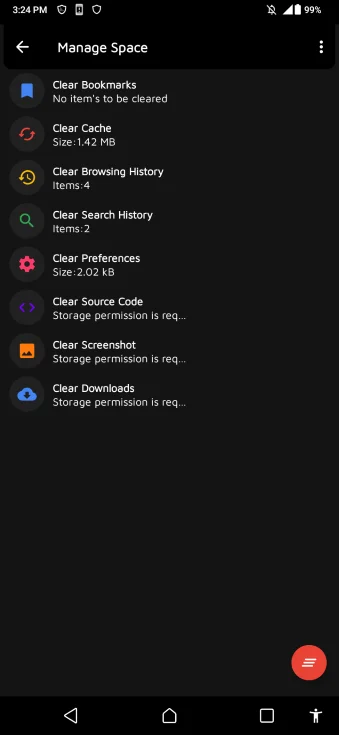 3:24 PM
99%
Manage Space
Clear Bookmarks
No item's to be cleared
Clear Cache
Size:1.42 MB
Clear Browsing History
Items:4
Clear Search History
Items:2
Clear Preferences
Size:2.02 kB
Clear Source Code
Storage permission is req...
Clear Screenshot
Storage permission is req...
Clear Downloads
Storage permission is req...